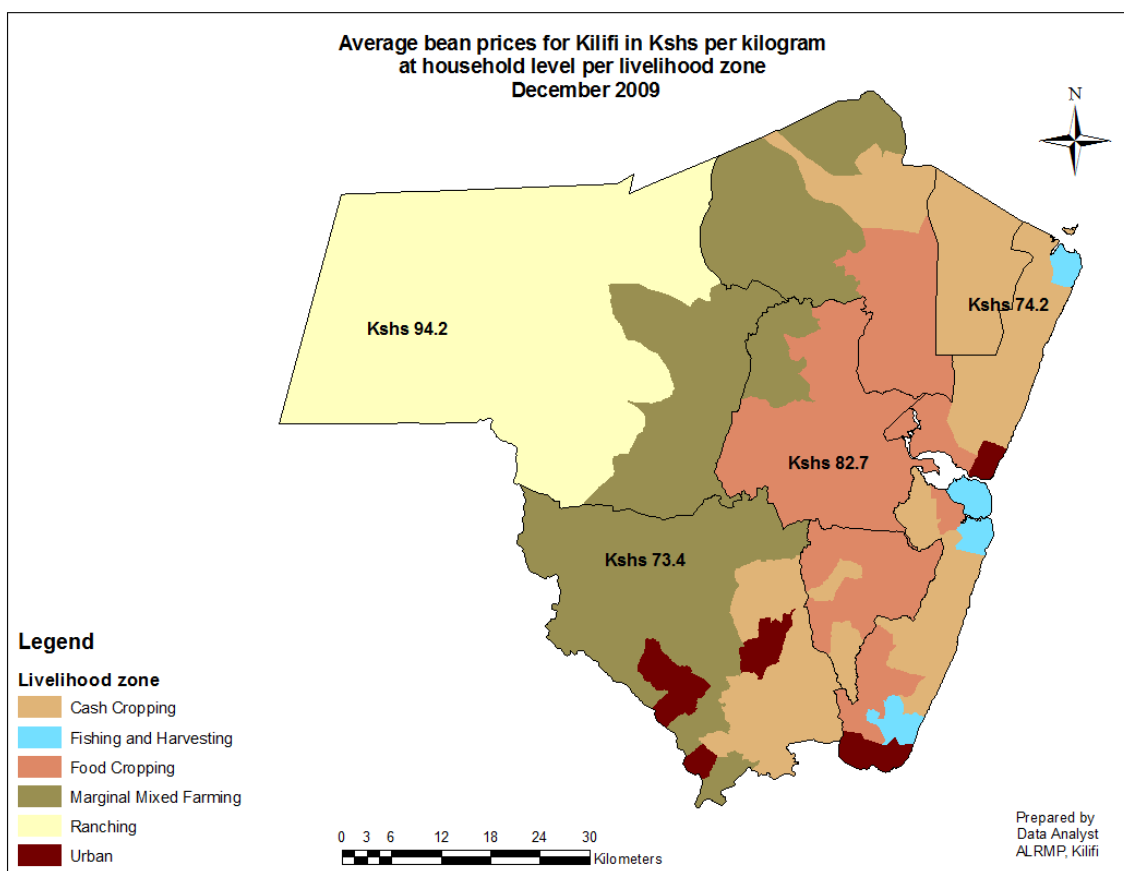 Average bean prices for Kilifi in Kshs per kilogram
at household level per livelihood zone
December 2009
N
Kshs 74.2
Kshs 94.2
Kshs 82.7
Kshs 73.4
Legend
Livelihood zone
Cash Cropping
Fishing and Harvesting
Food Cropping
Marginal Mixed Farming
Ranching
Urban
0 3 6 12 18 24 30
Kilometers
Prepared by
Data Analyst
ALRMP, Kilifi